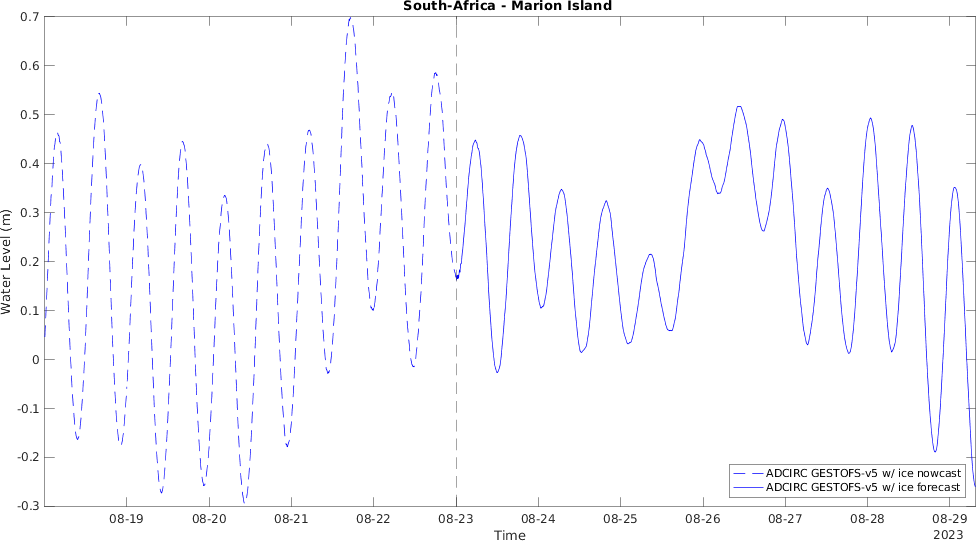 South-Africa - Marion Island
0.7
0.6
0.5
0.4
0.3
0.2
0.1
0
-0.1
-0.2
-0.3
Water Level (m)
ADCIRC GESTOFS-v5 w/ ice nowcast
ADCIRC GESTOFS-v5 w/ ice forecast
08-19 08-20 08-21 08-22 08-23 08-24 08-25 08-26 08-27 08-28 08-29
2023
Time